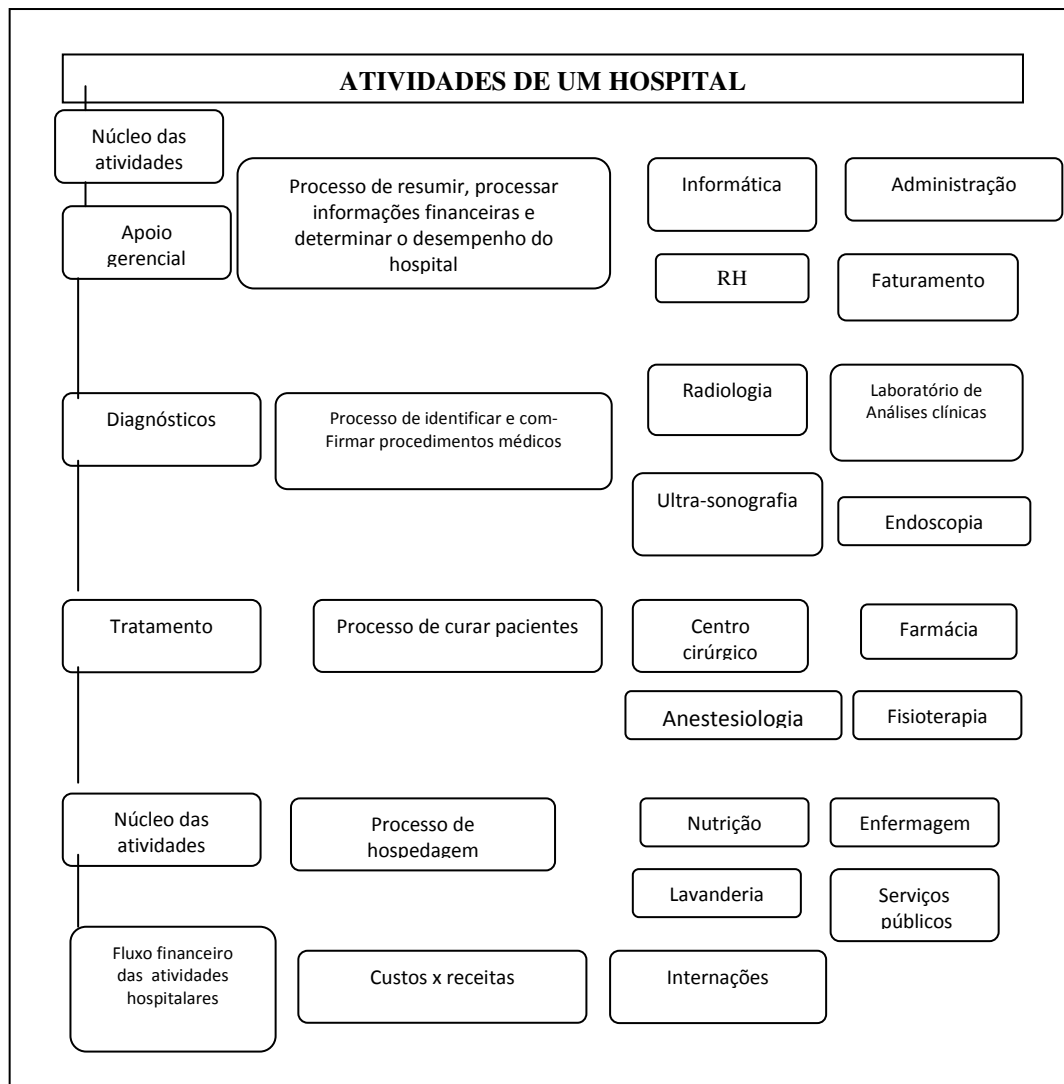 ATIVIDADES DE UM HOSPITAL
Núcleo das
atividades
Processo de resumir, processar
informações financeiras e
determinar o desempenho do
hospital
Informática
Administração
Apoio
gerencial
RH
Faturamento
Diagnósticos
Processo de identificar e com-
Firmar procedimentos médicos
Radiologia
Laboratório de
Análises clínicas
Ultra-sonografia
Endoscopia
Tratamento
Processo de curar pacientes
Centro
cirúrgico
Farmácia
Anestesiologia
Fisioterapia
Núcleo das
atividades
Processo de
hospedagem
Nutrição
Enfermagem
Lavanderia
Serviços
públicos
Fluxo financeiro
das atividades
hospitalares
Custos x receitas
Internações